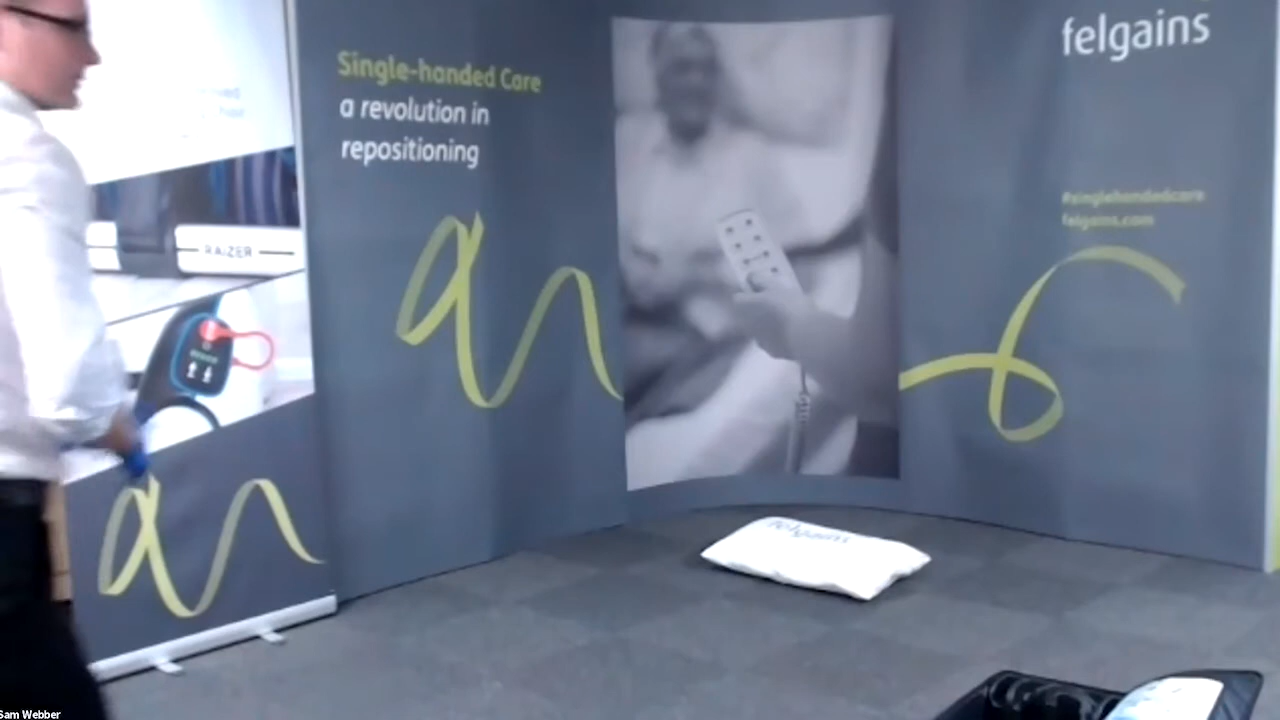 felgains
Single-handed Care
a revolution in
repositioning
#singlehandedcare
felgains.com
RAIZER
felgains
Sam Webber